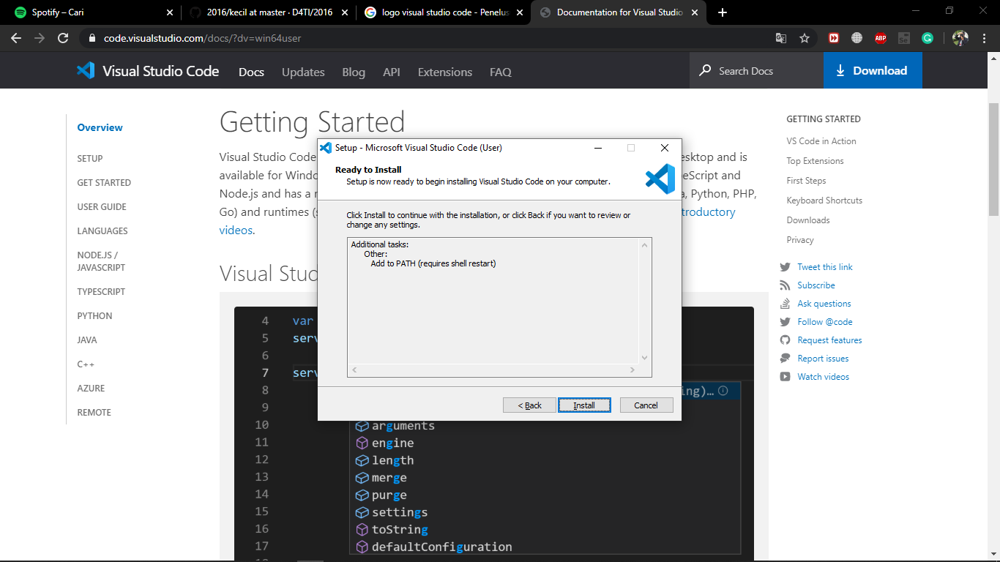 Spotify – Cari
2016/kecil at master · D4TI/2016
logo visual studio code - Penelus
Documentation for Visual Studio
code.visualstudio.com/docs/?dv=win64user
ABP
Visual Studio Code
Docs
Updates
Blog
API
Extensions
FAQ
Search Docs
Download
Overview
SETUP
GET STARTED
USER GUIDE
LANGUAGES
NODE.JS /
JAVASCRIPT
TYPESCRIPT
PYTHON
JAVA
C++
AZURE
REMOTE
Getting Started
Visual Studio Code
esktop and is
available for Windo
eScript and
Node.js and has a
, Python, PHP,
Go) and runtimes (s
troductory
videos.
Visual Stud
Setup - Microsoft Visual Studio Code (User)
Ready to Install
Setup is now ready to begin installing Visual Studio Code on your computer.
Click Install to continue with the installation, or click Back if you want to review or
change any settings.
Additional tasks:
Other:
Add to PATH (requires shell restart)
< Back
Install
Cancel
4 var
5 serv
6
7 serv
8 ing)...
9
10 arguments
11 engine
12 length
13 merge
14 purge
15 settings
16 toString
17 defaultConfiguration
GETTING STARTED
VS Code in Action
Top Extensions
First Steps
Keyboard Shortcuts
Downloads
Privacy
Tweet this link
Subscribe
Ask questions
Follow @code
Request features
Report issues
Watch videos